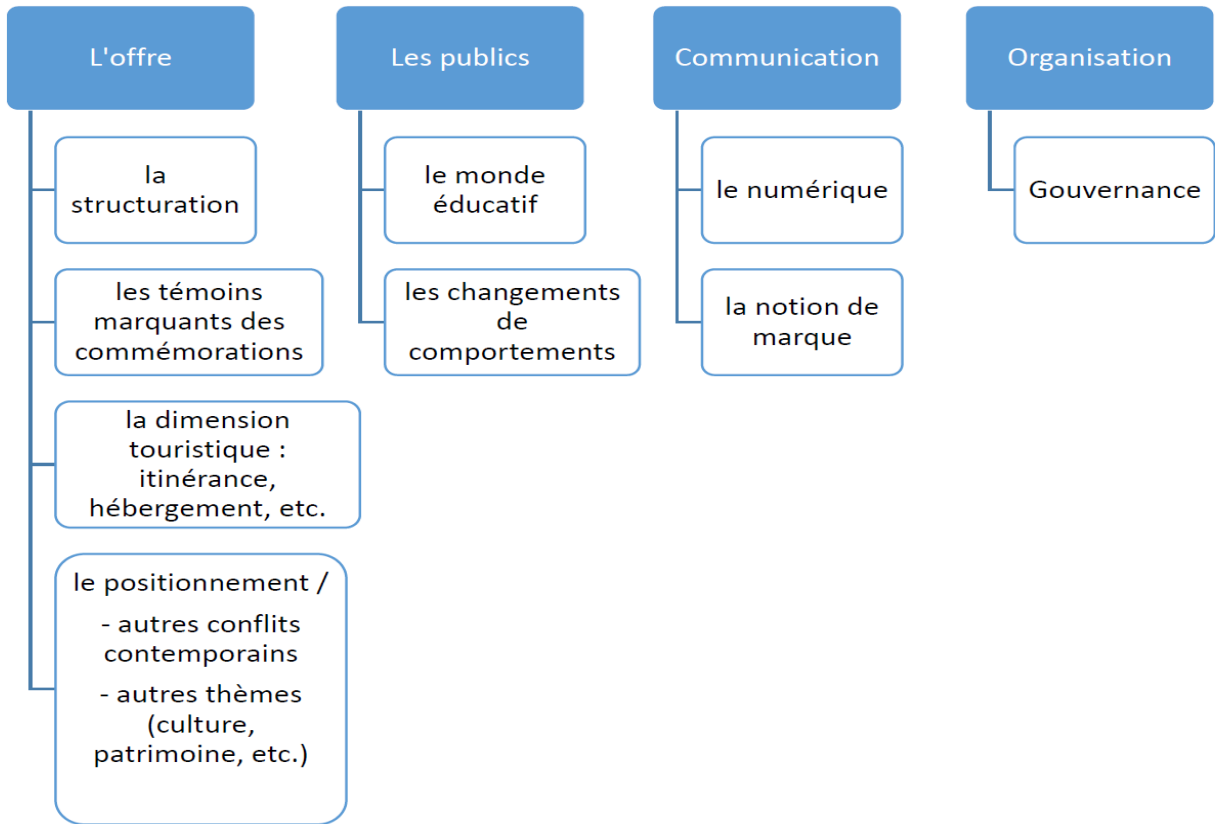 L'offre
la
structuration
les témoins
marquants des
commémorations
la dimension
touristique :
itinérance,
hébergement, etc.
le positionnement /
- autres conflits
contemporains
- autres thèmes
(culture,
patrimoine, etc.)
Les publics
le monde
éducatif
les changements
de
comportements
Communication
le numérique
la notion de
marque
Organisation
Gouvernance